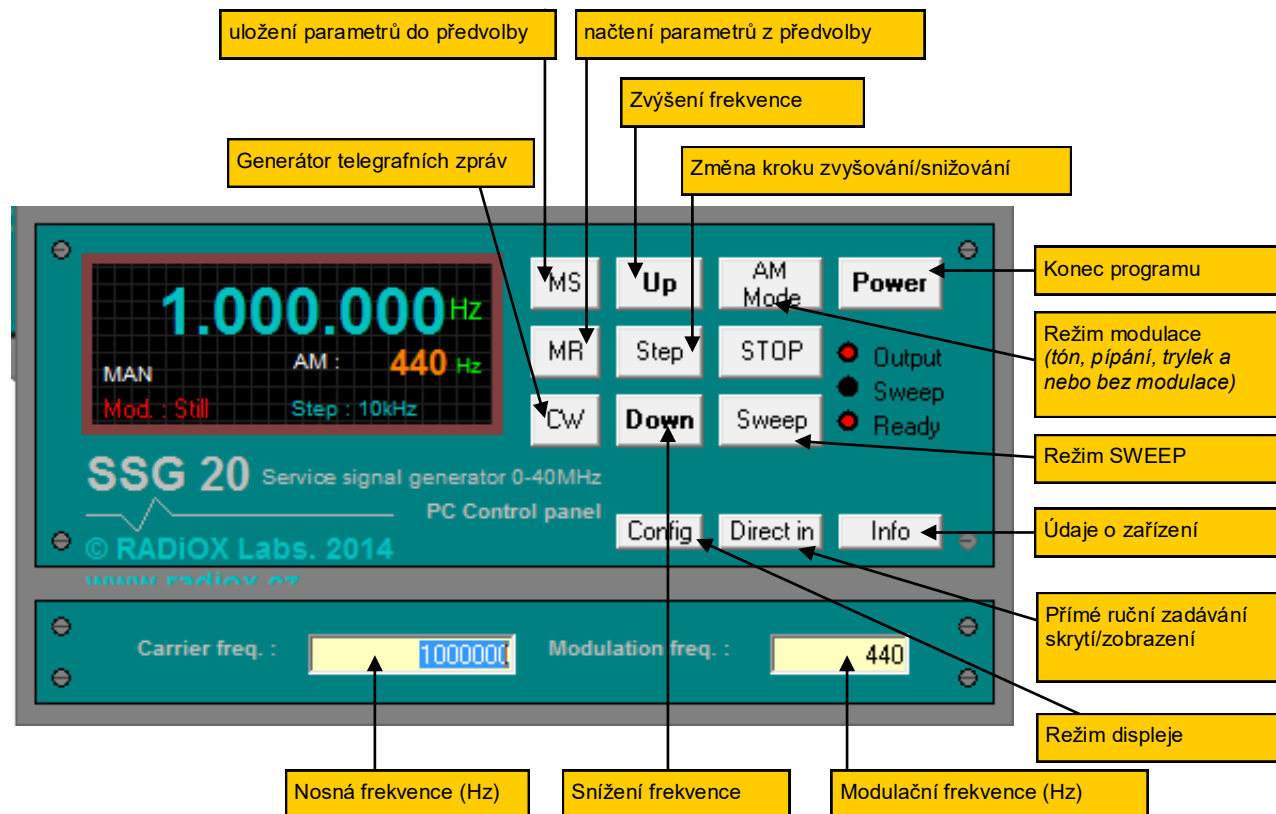 uložení parametrů do předvolby
načtení parametrů z předvolby
Zvýšení frekvence
Generátor telegrafních zpráv
Změna kroku zvyšování/snižování
1.000.000 Hz
AM : 440 Hz
MAN
Mod. : Still Step : 10kHz
MS
Up
AM
Mode
Power
MR
Step
STOP
CW
Down
Sweep
Output
Sweep
Ready
SSG 20 Service signal generator 0-40MHz
PC Control panel
© RADiOX Labs. 2014
www.radiox.cz
Config
Direct in
Info
Konec programu
Režim modulace
(tón, pípání, trylek a
nebo bez modulace)
Režim SWEEP
Údaje o zařízení
Přímé ruční zadávání
skrytí/zobrazení
Režim displeje
Carrier freq. : 1000000
Modulation freq. : 440
Nosná frekvence (Hz)
Snížení frekvence
Modulační frekvence (Hz)